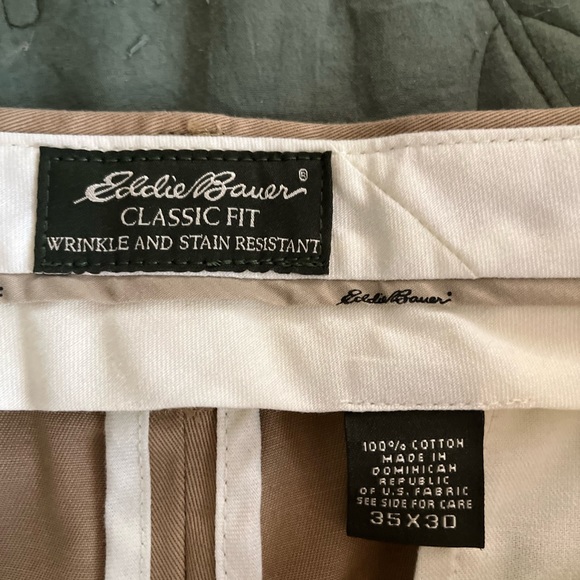 Eddie Bauer®
CLASSIC FIT
WRINKLE AND STAIN RESISTANT
Eddie Bauer
100% COTTON
MADE IN
DOMINICAN
REPUBLIC
OF U.S. FABRIC
SEE SIDE FOR CARE
35X30